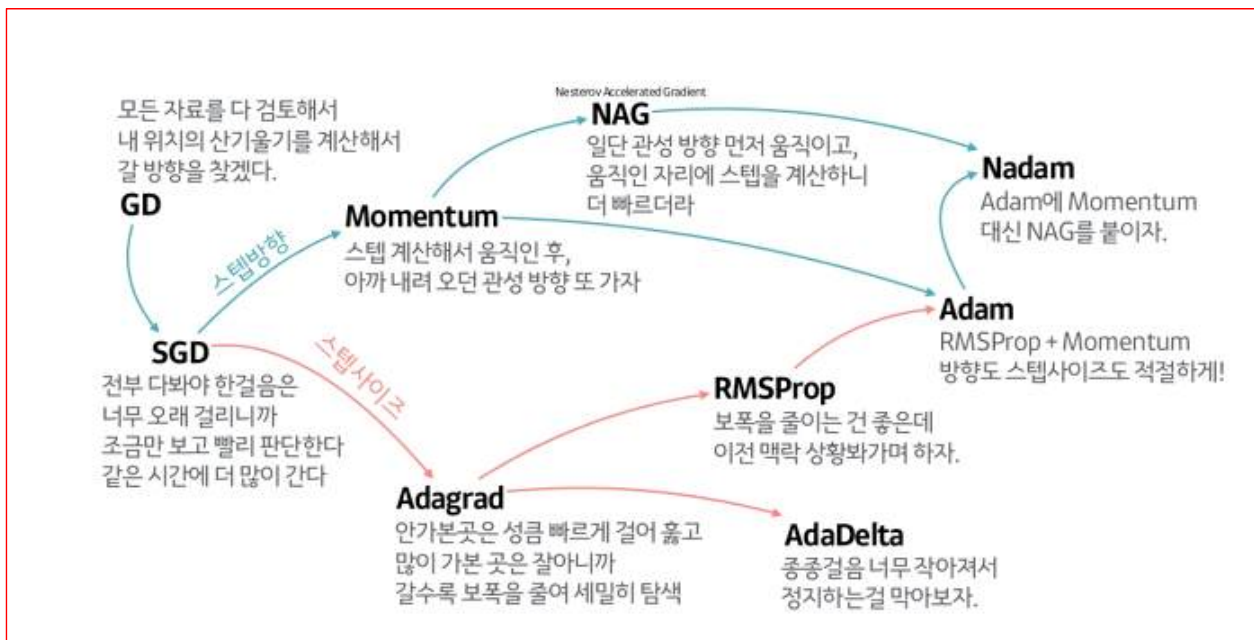 모든 자료를 다 검토해서
내 위치의 산기울기를 계산해서
갈 방향을 찾겠다.
GD
스텝방향
SGD
전부 다봐야 한걸음은
너무 오래 걸리니까
조금만 보고 빨리 판단한다
같은 시간에 더 많이 간다
Momentum
스텝 계산해서 움직인 후,
아까 내려 오던 관성 방향 또 가자
Nesterov Accelerated Gradient
NAG
일단 관성 방향 먼저 움직이고,
움직인 자리에 스텝을 계산하니
더 빠르더라
Nadam
Adam에 Momentum
대신 NAG를 붙이자.
Adam
RMSProp + Momentum
방향도 스텝사이즈도 적절하게!
스텝사이즈
RMSProp
보폭을 줄이는 건 좋은데
이전 맥락 상황봐가며 하자.
Adagrad
안가본곳은 성큼 빠르게 걸어 훑고
많이 가본 곳은 잘아니까
갈수록 보폭을 줄여 세밀히 탐색
AdaDelta
종종걸음 너무 작아져서
정지하는걸 막아보자.